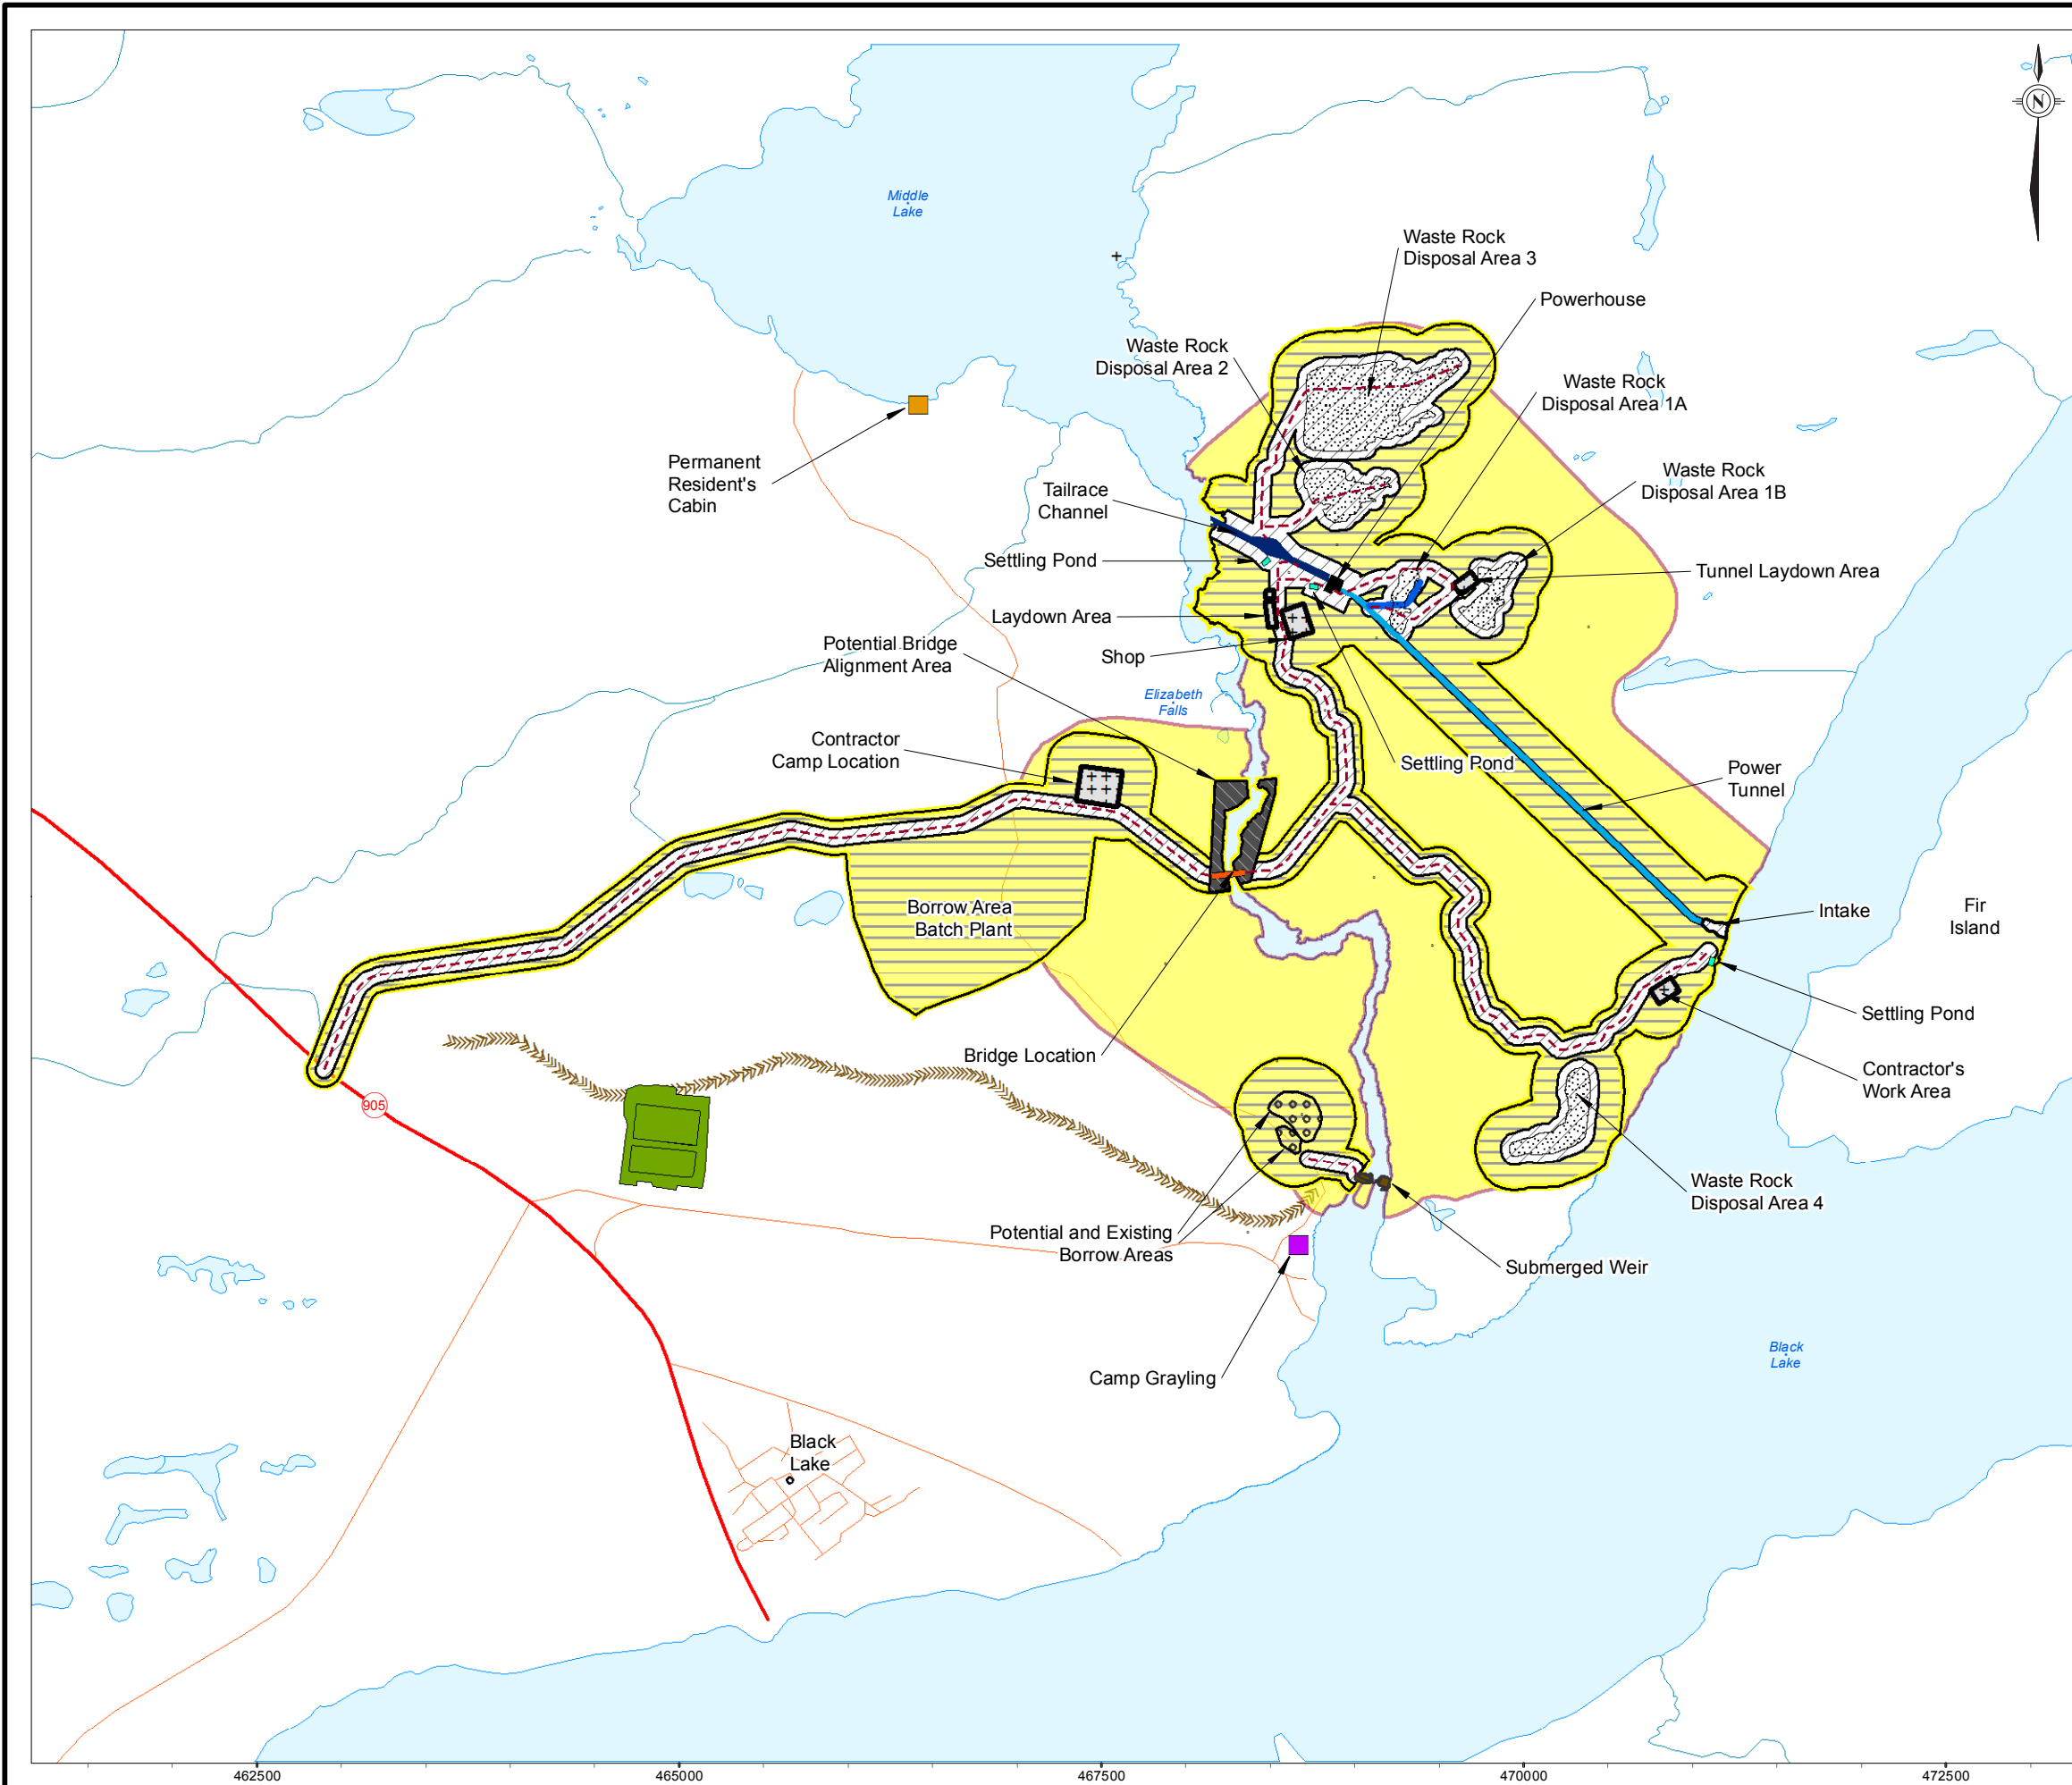 N
Middle
Lake
Waste Rock
Disposal Area 3
Powerhouse
Waste Rock
Disposal Area 2
Waste Rock
Disposal Area 1A
Permanent
Resident's
Cabin
Waste Rock
Disposal Area 1B
Tailrace
Channel
Settling Pond
Tunnel Laydown Area
Laydown Area
Potential Bridge
Alignment Area
Shop
Elizabeth
Falls
Contractor
Camp Location
Settling Pond
Power
Tunnel
Borrow Area
Batch Plant
Intake
Fir
Island
Settling Pond
Bridge Location
Contractor's
Work Area
905
Waste Rock
Disposal Area 4
Potential and Existing
Borrow Areas
Submerged Weir
Camp Grayling
Black
Lake
Black
Lake
462500
465000
467500
470000
472500